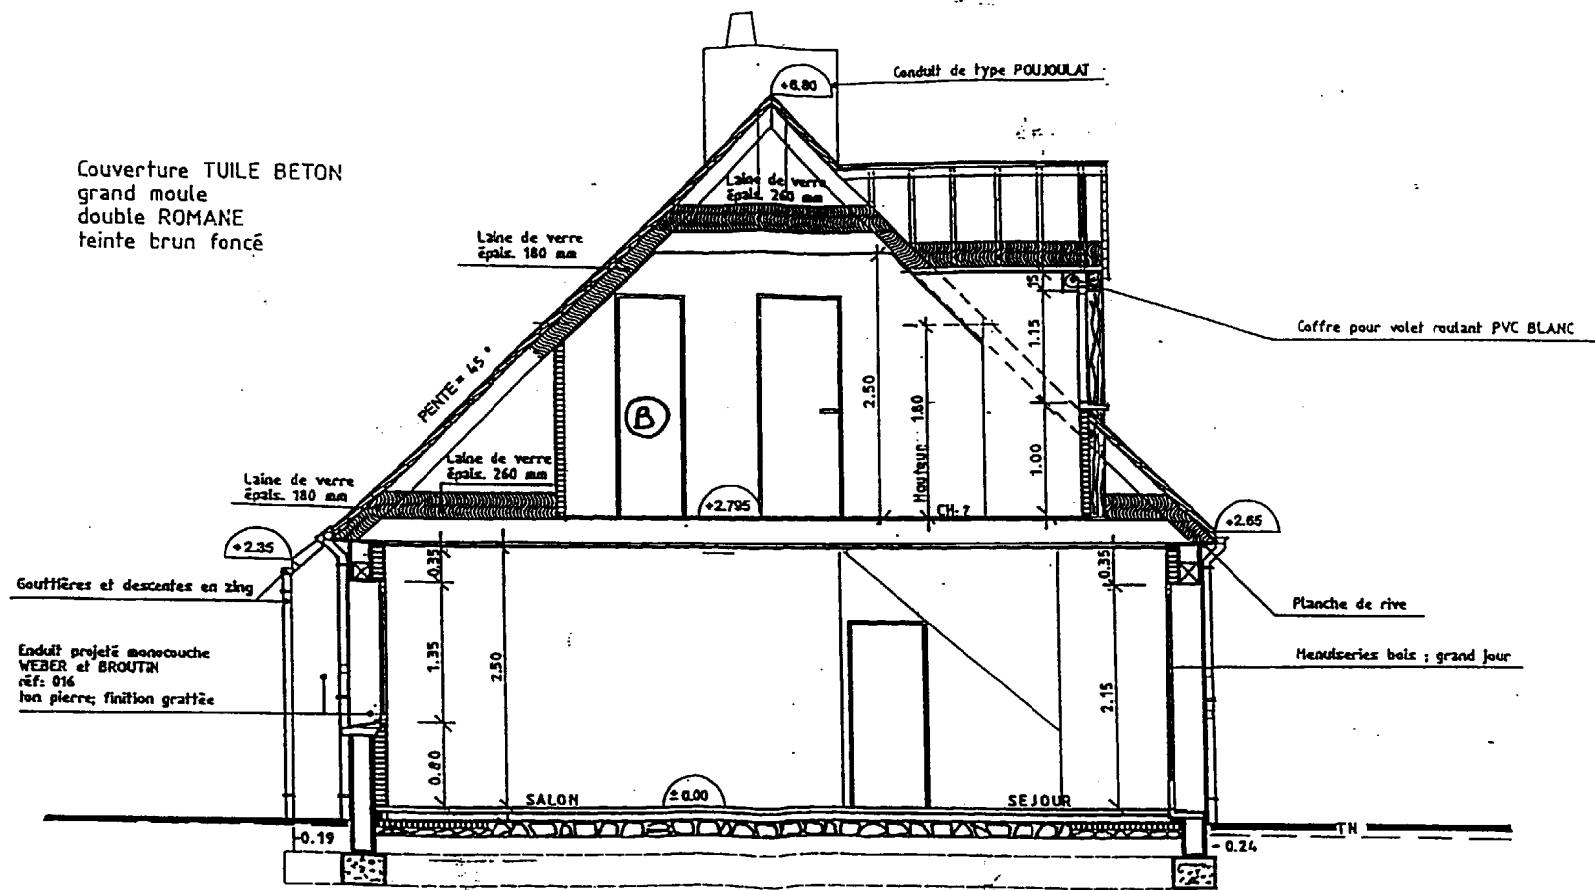 Conduit de type POUJOULAT
+6.80
Couverture TUILE BETON
grand moule
double ROMANE
teinte brun foncé
Laine de verre
épais. 260 mm
Laine de verre
épais. 180 mm
15
Coffre pour volet roulant PVC BLANC
1.15
PENTE = 45°
2.50
Hauteur: 1.80
B
1.00
Laine de verre
épais. 260 mm
Laine de verre
épais. 180 mm
+2.795
CH. 2
+2.65
+2.35
0.35
0.35
Gouttières et descentes en zing
Planche de rive
Enduit projeté monocouche
WEBER et BROUTIN
réf: 016
ton pierre; finition grattée
1.35
2.50
Menuiseries bois ; grand jour
2.15
0.80
SALON
±0.00
SEJOUR
-0.19
TN
-0.24